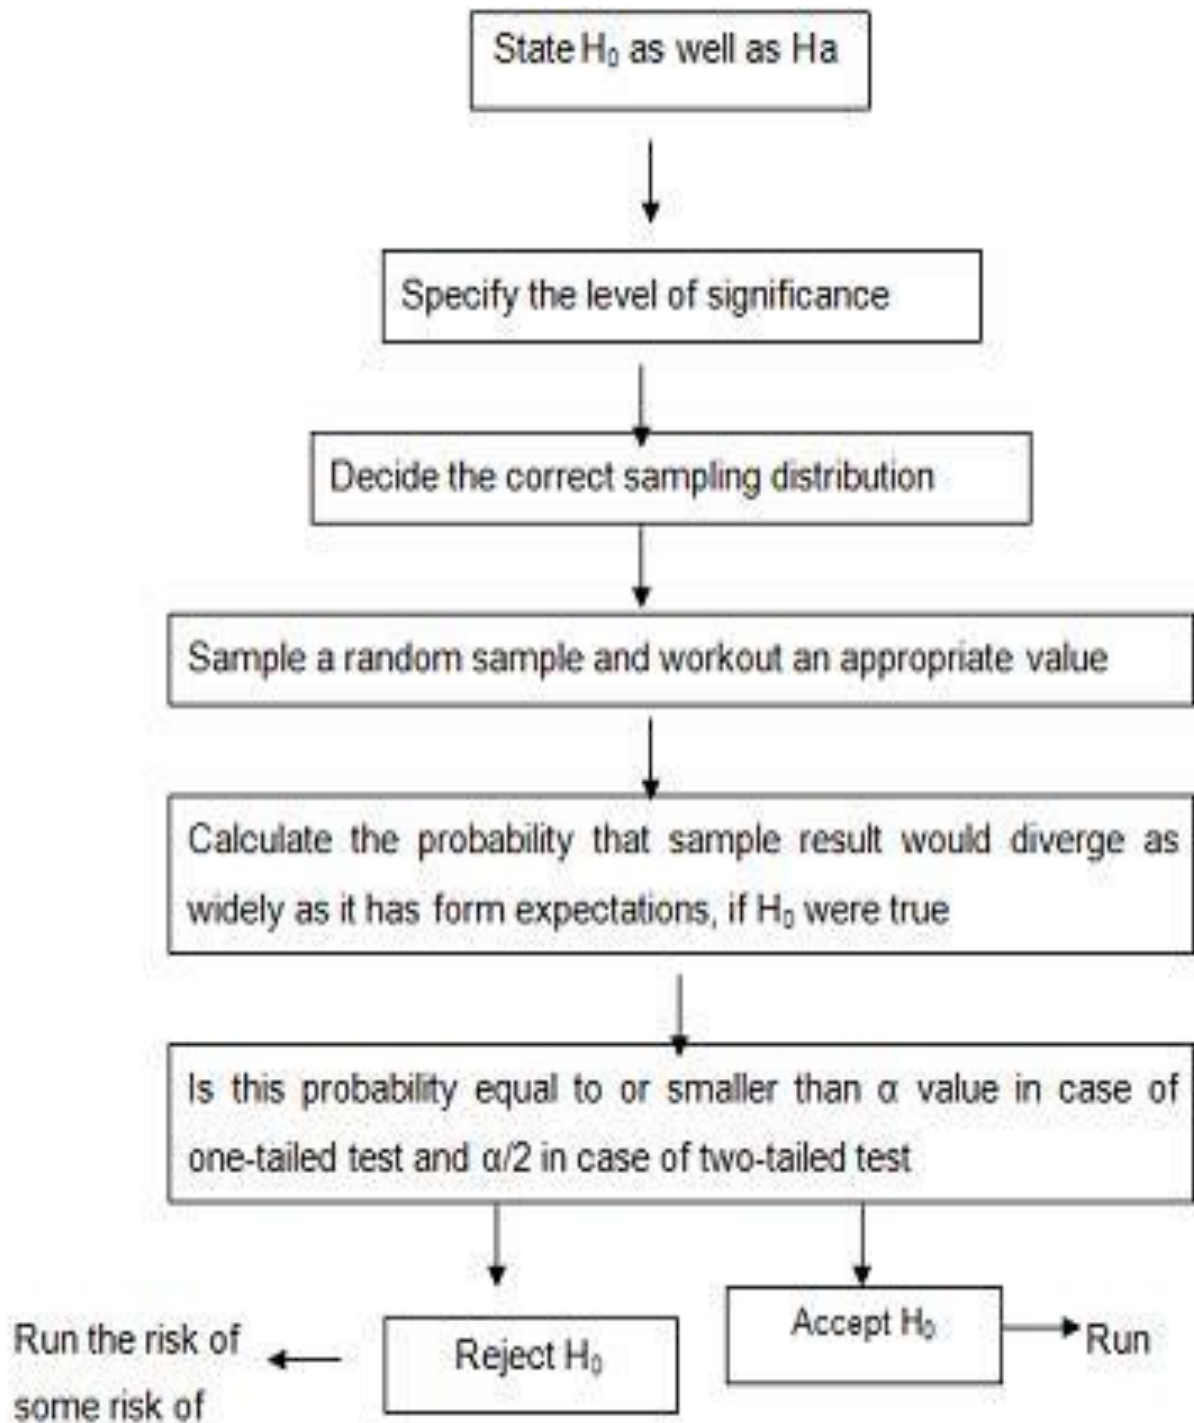 State H₀ as well as Ha
Specify the level of significance
Decide the correct sampling distribution
Sample a random sample and workout an appropriate value
Calculate the probability that sample result would diverge as
widely as it has form expectations, if H₀ were true
Is this probability equal to or smaller than α value in case of
one-tailed test and α/2 in case of two-tailed test
Reject H₀
Accept H₀
Run the risk of
some risk of
Run